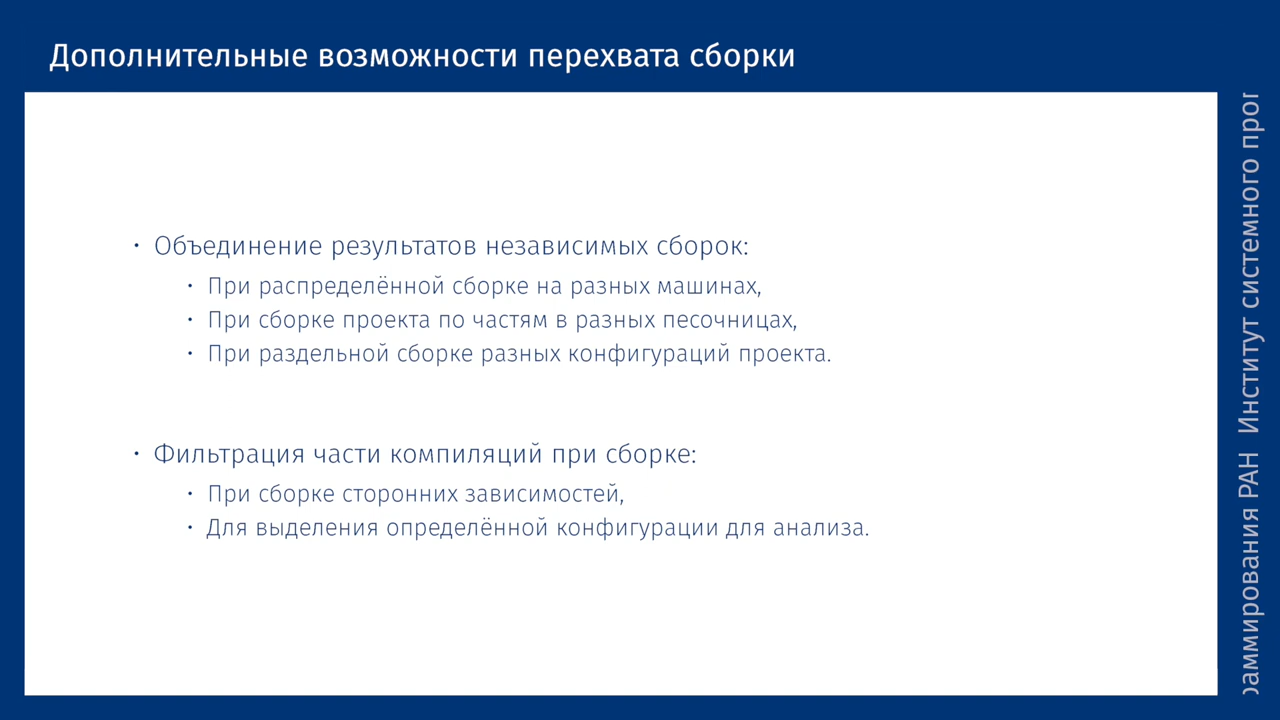 Дополнительные возможности перехвата сборки
• Объединение результатов независимых сборок:
• При распределённой сборке на разных машинах,
• При сборке проекта по частям в разных песочницах,
• При раздельной сборке разных конфигураций проекта.
• Фильтрация части компиляций при сборке:
• При сборке сторонних зависимостей,
• Для выделения определённой конфигурации для анализа.
раммирования РАН Институт системного прог